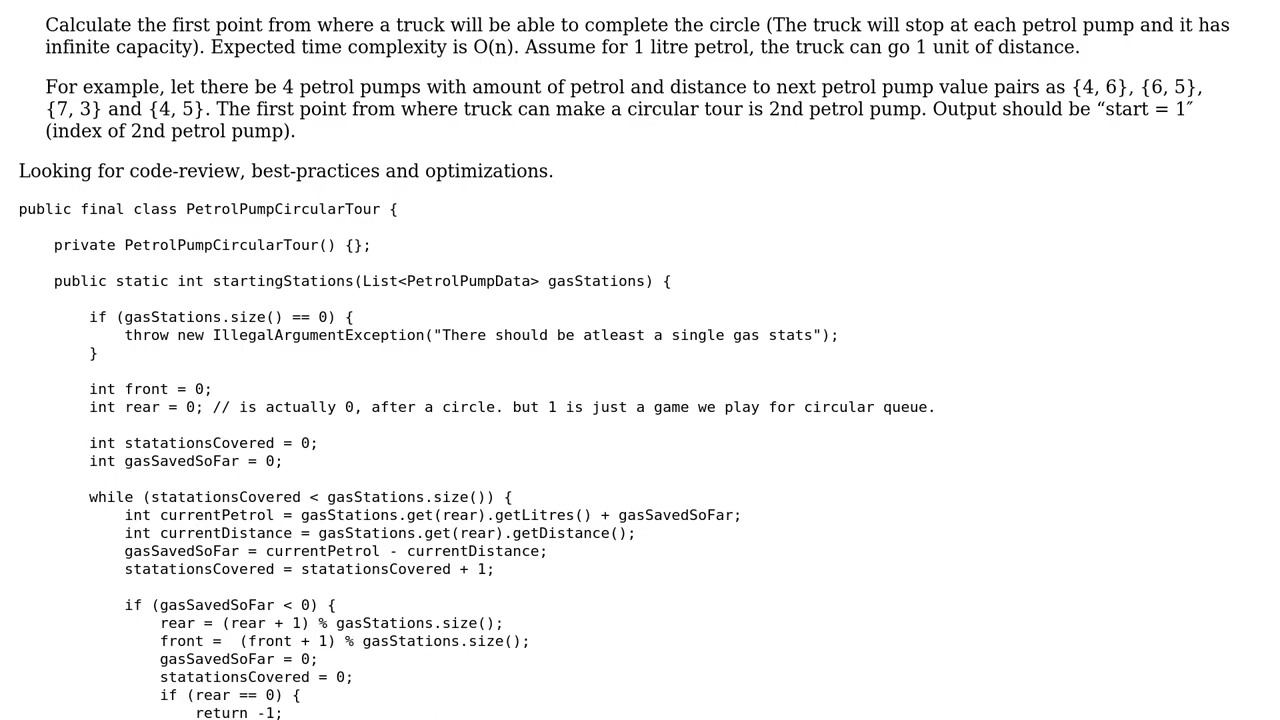 Calculate the first point from where a truck will be able to complete the circle (The truck will stop at each petrol pump and it has
infinite capacity). Expected time complexity is O(n). Assume for 1 litre petrol, the truck can go 1 unit of distance.
For example, let there be 4 petrol pumps with amount of petrol and distance to next petrol pump value pairs as {4, 6}, {6, 5},
{7, 3} and {4, 5}. The first point from where truck can make a circular tour is 2nd petrol pump. Output should be “start = 1″
(index of 2nd petrol pump).
Looking for code-review, best-practices and optimizations.
public final class PetrolPumpCircularTour {
    private PetrolPumpCircularTour() {};
    public static int startingStations(List<PetrolPumpData> gasStations) {
        if (gasStations.size() == 0) {
            throw new IllegalArgumentException("There should be atleast a single gas stats");
        }
        int front = 0;
        int rear = 0; // is actually 0, after a circle. but 1 is just a game we play for circular queue.
        int statationsCovered = 0;
        int gasSavedSoFar = 0;
        while (statationsCovered < gasStations.size()) {
            int currentPetrol = gasStations.get(rear).getLitres() + gasSavedSoFar;
            int currentDistance = gasStations.get(rear).getDistance();
            gasSavedSoFar = currentPetrol - currentDistance;
            statationsCovered = statationsCovered + 1;
            if (gasSavedSoFar < 0) {
                rear = (rear + 1) % gasStations.size();
                front =  (front + 1) % gasStations.size();
                gasSavedSoFar = 0;
                statationsCovered = 0;
                if (rear == 0) {
                    return -1;